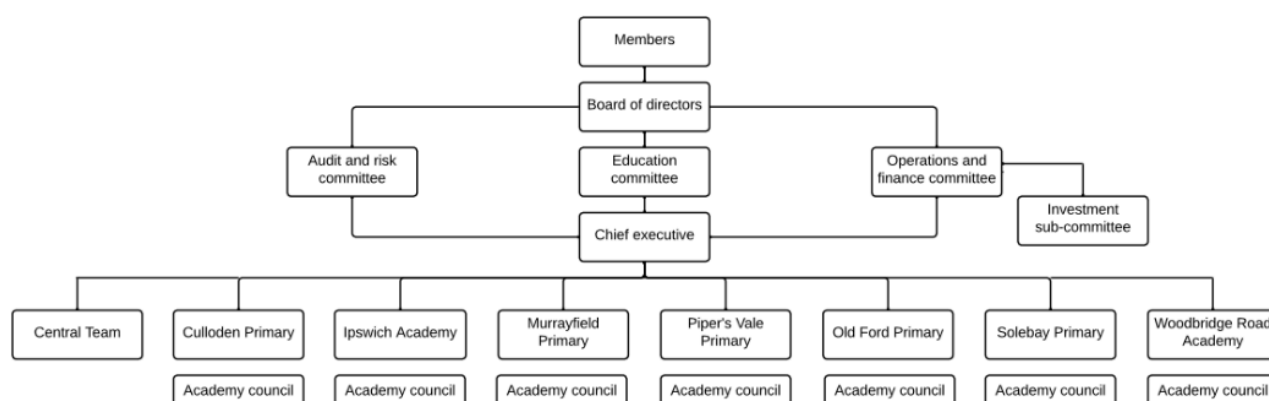 Members
Board of directors
Audit and risk
committee
Education
committee
Operations and
finance committee
Investment
sub-committee
Chief executive
Central Team
Culloden Primary
Ipswich Academy
Murrayfield
Primary
Piper's Vale
Primary
Old Ford Primary
Solebay Primary
Woodbridge Road
Academy
Academy council
Academy council
Academy council
Academy council
Academy council
Academy council
Academy council